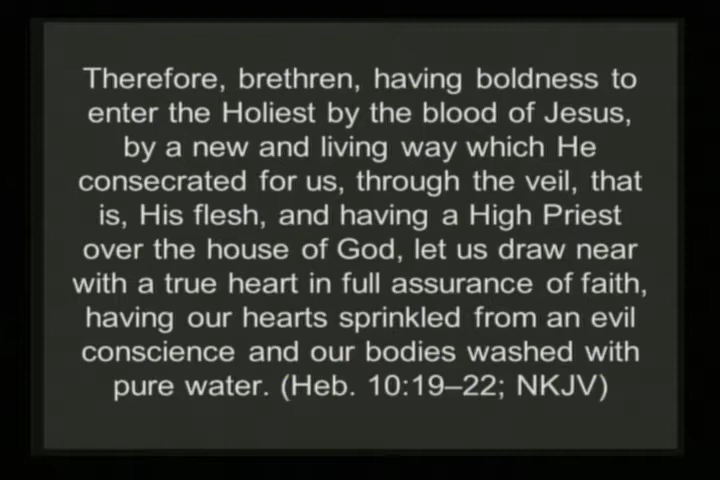 Therefore, brethren, having boldness to
enter the Holiest by the blood of Jesus,
by a new and living way which He
consecrated for us, through the veil, that
is, His flesh, and having a High Priest
over the house of God, let us draw near
with a true heart in full assurance of faith,
having our hearts sprinkled from an evil
conscience and our bodies washed with
pure water. (Heb. 10:19–22; NKJV)